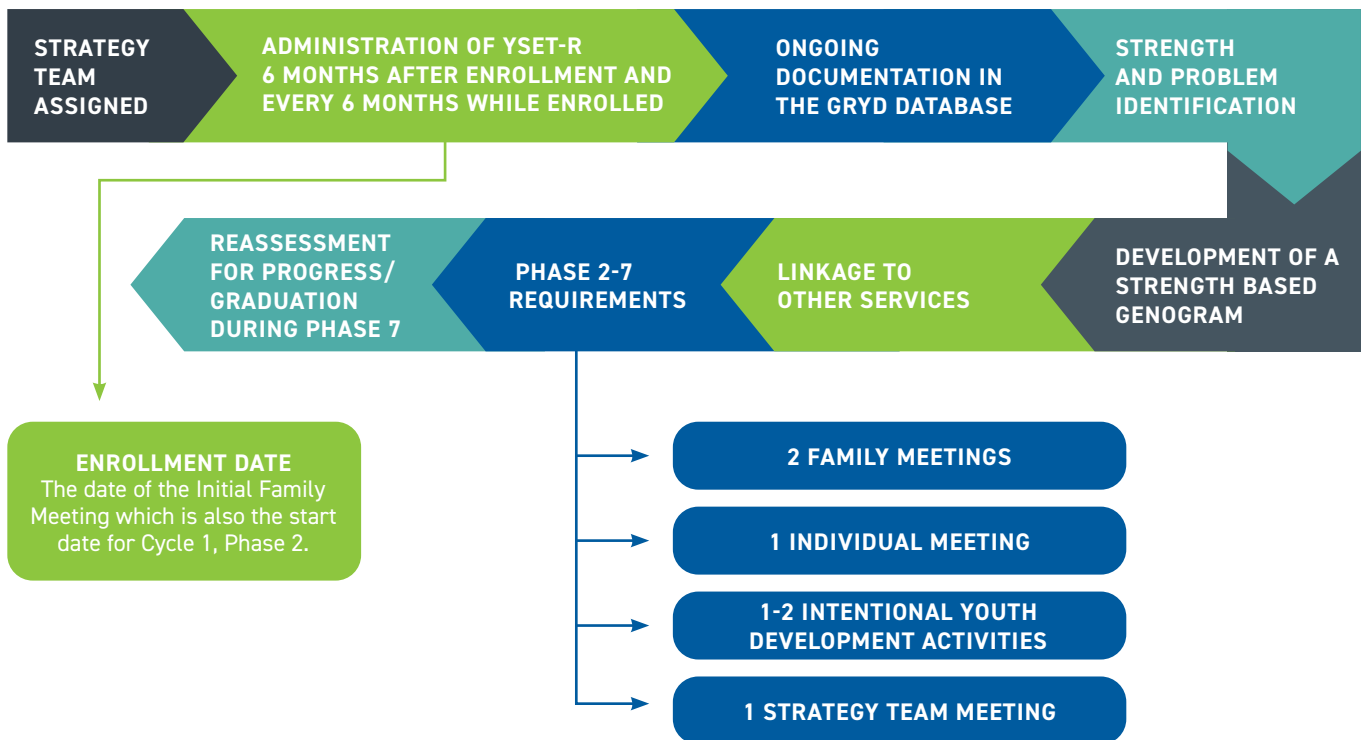 STRATEGY
TEAM
ASSIGNED
ADMINISTRATION OF YSET-R
6 MONTHS AFTER ENROLLMENT AND
EVERY 6 MONTHS WHILE ENROLLED
ONGOING
DOCUMENTATION IN
THE GRYD DATABASE
STRENGTH
AND PROBLEM
IDENTIFICATION
DEVELOPMENT OF A
STRENGTH BASED
GENOGRAM
LINKAGE TO
OTHER SERVICES
PHASE 2-7
REQUIREMENTS
REASSESSMENT
FOR PROGRESS/
GRADUATION
DURING PHASE 7
ENROLLMENT DATE
The date of the Initial Family
Meeting which is also the start
date for Cycle 1, Phase 2.
2 FAMILY MEETINGS
1 INDIVIDUAL MEETING
1-2 INTENTIONAL YOUTH
DEVELOPMENT ACTIVITIES
1 STRATEGY TEAM MEETING